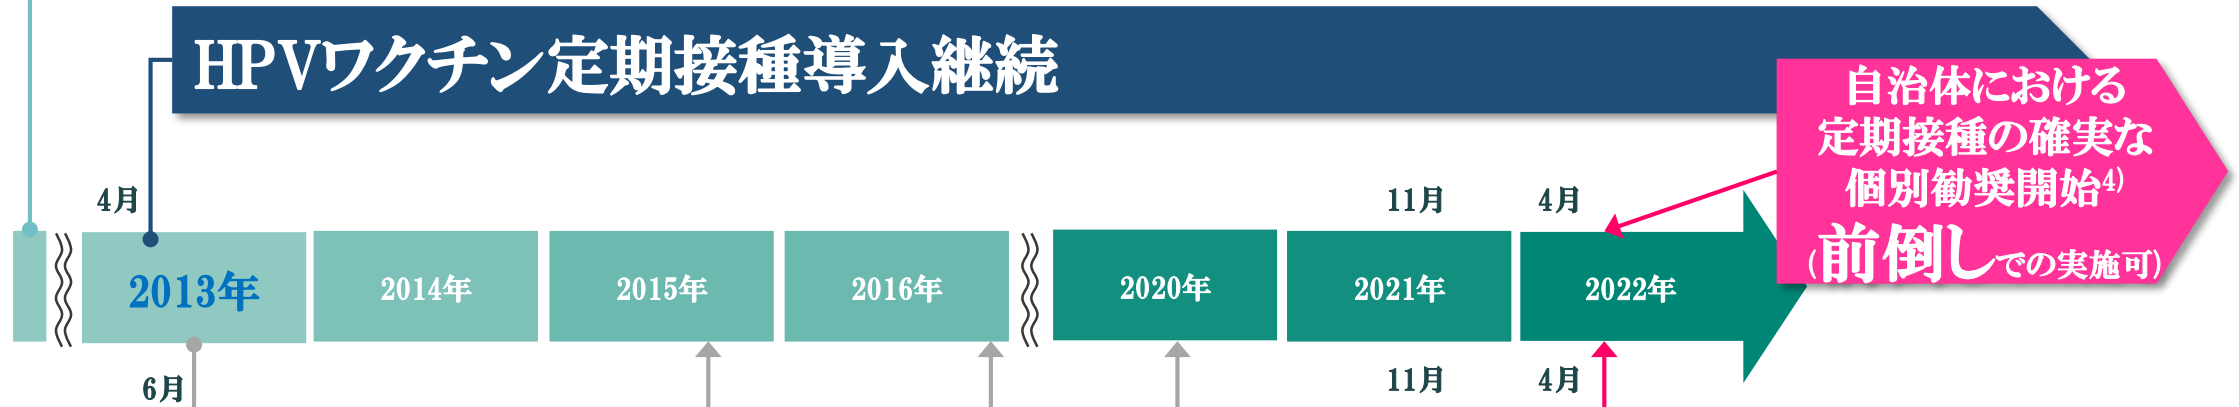 HPVワクチン定期接種導入継続
自治体における
定期接種の確実な
個別勧奨開始4)
(前倒しでの実施可)
4月
11月
4月
2013年
2014年
2015年
2016年
2020年
2021年
2022年
6月
11月
4月